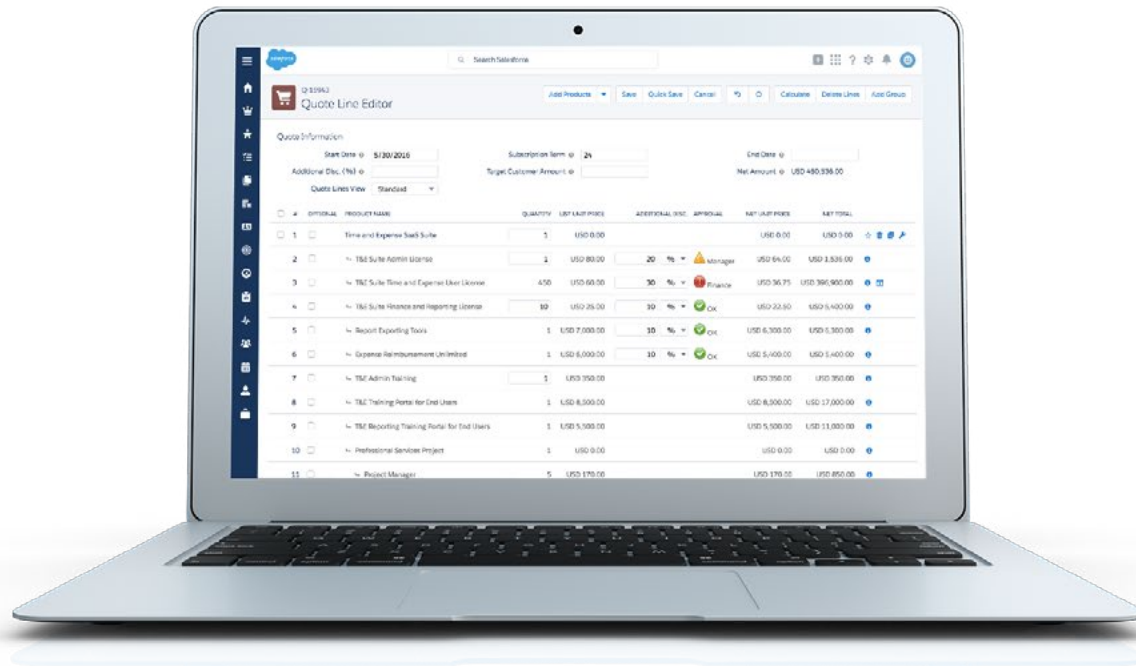 Search Salesforce
Quote Line Editor
Add Products Save Quick Save Cancel Calculate Delete Lines Add Group
Quote Information
Start Date 5/30/2016 Subscription Term 24 End Date
Additional Disc. (%) Target Customer Amount Net Amount
Quote Lines View Standard
# OPTIONAL PRODUCT NAME QUANTITY LIST UNIT PRICE ADDITIONAL DISC. APPROVAL NET UNIT PRICE NET TOTAL
1 Time and Expense SaaS Suite 1 USD 0.00 USD 0.00 USD 0.00
2 T&E Suite Admin License 1 USD 80.00 20 % Manager USD 64.00 USD 1,536.00
3 T&E Suite Time and Expense User License 450 USD 60.00 30 % Finance USD 36.75 USD 396,900.00
4 T&E Suite Finance and Reporting License 10 USD 25.00 10 % OK USD 22.50 USD 5,400.00
5 Report Exporting Tools 1 USD 7,000.00 10 % OK USD 6,300.00 USD 6,300.00
6 Expense Reimbursement Unlimited 1 USD 6,000.00 10 % OK USD 5,400.00 USD 5,400.00
7 T&E Admin Training 1 USD 350.00 USD 350.00 USD 350.00
8 T&E Training Portal for End Users 1 USD 8,500.00 USD 8,500.00 USD 17,000.00
9 T&E Reporting Training Portal for End Users 1 USD 5,500.00 USD 5,500.00 USD 11,000.00
10 Professional Services Project 1 USD 0.00 USD 0.00 USD 0.00
11 Project Manager 5 USD 170.00 USD 170.00 USD 850.00